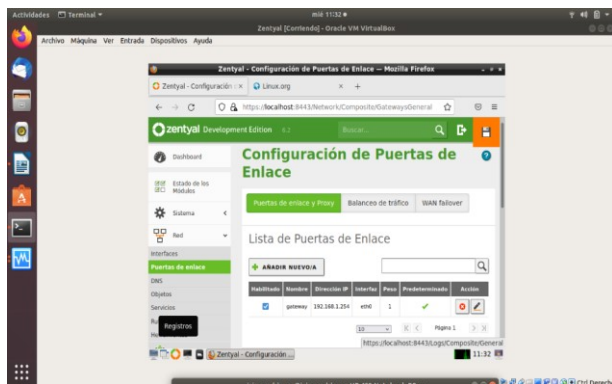 Actividades Terminal mié 11:32
Zentyal [Corriendo] - Oracle VM VirtualBox
Archivo Máquina Ver Entrada Dispositivos Ayuda
Zentyal - Configuración de Puertas de Enlace — Mozilla Firefox
Zentyal - Configuración × Linux.org × +
https://localhost:8443/Network/Composite/GatewaysGeneral
zentyal Development Edition Buscar...
Dashboard
Configuración de Puertas de Enlace
Estado de los Módulos
Sistema
Red
Puertas de enlace y Proxy Balanceo de tráfico WAN failover
Lista de Puertas de Enlace
Interfaces
Puertas de enlace
DNS
Objetos
Servicios
Registros
+ AÑADIR NUEVO/A
Habilitado Nombre Dirección IP Interfaz Peso Predeterminado Acción
gateway 192.168.1.254 eth0 1
10 Página 1
https://localhost:8443/Logs/Composite/General
Zentyal - Configuración ... 11:32
Ctrl Derecho